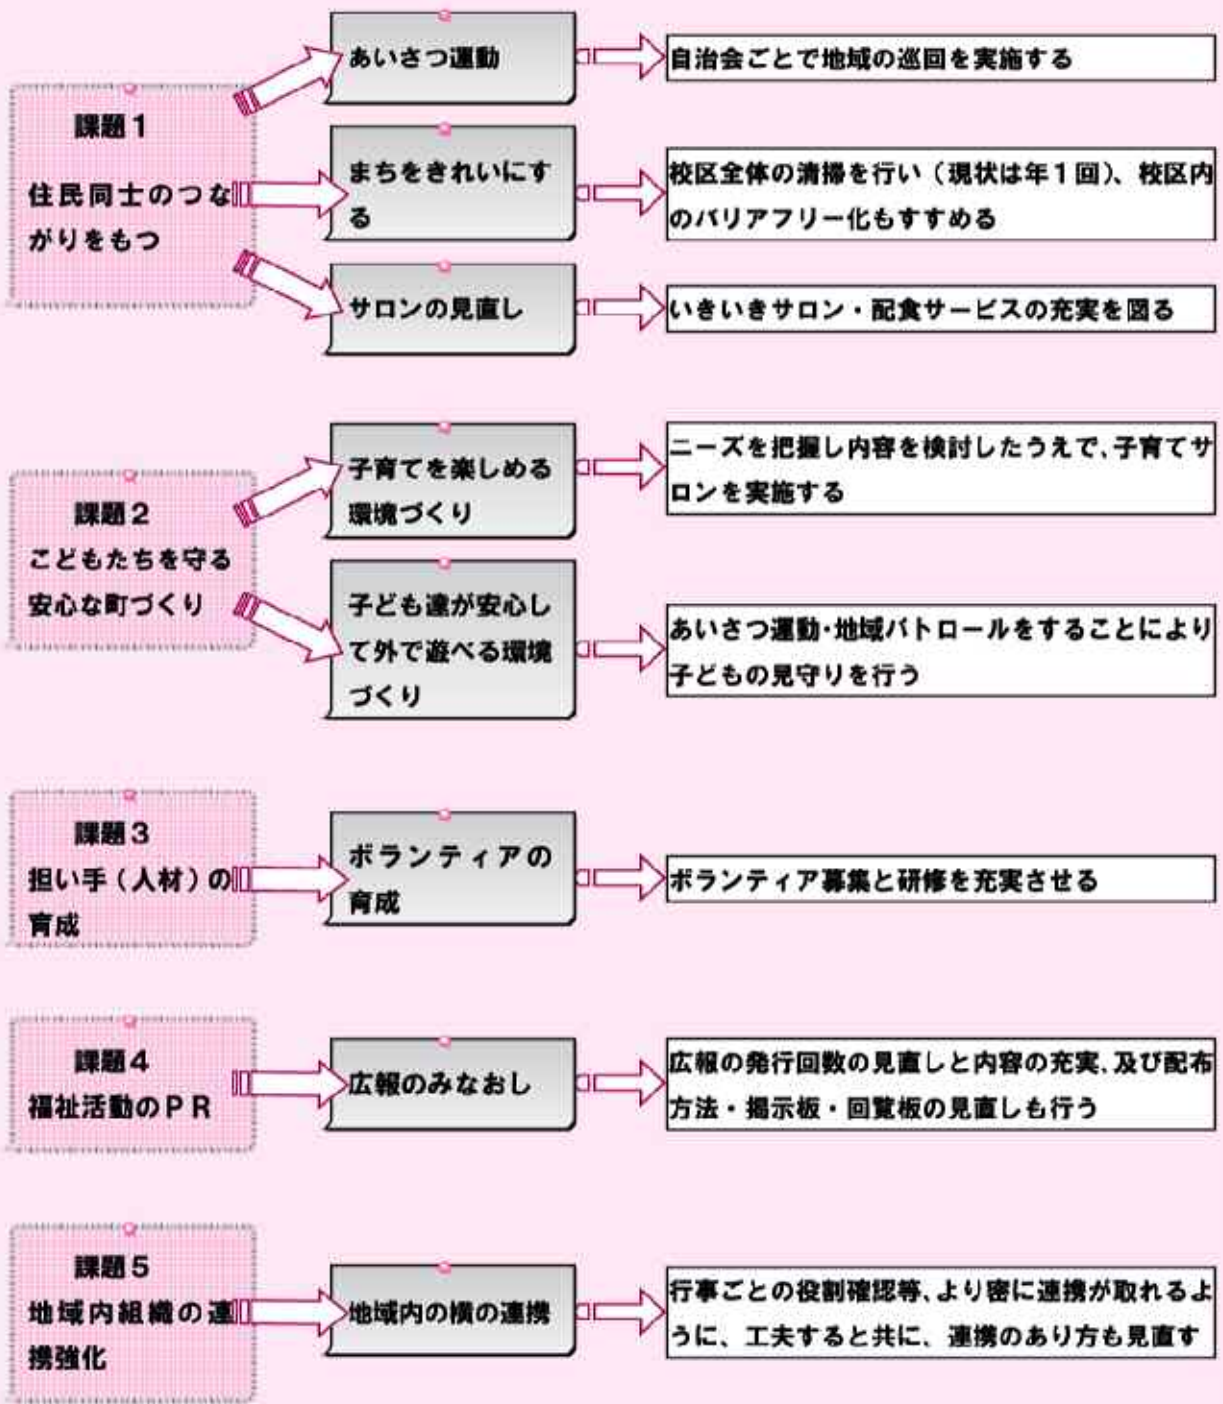 課題1
住民同士のつな
がりをもつ
あいさつ運動
自治会ごとで地域の巡回を実施する
まちをきれいにす
る
校区全体の清掃を行い（現状は年1回）、校区内
のバリアフリー化もすすめる
サロンの見直し
いきいきサロン・配食サービスの充実を図る
課題2
こどもたちを守る
安心な町づくり
子育てを楽しめる
環境づくり
ニーズを把握し内容を検討したうえで、子育てサ
ロンを実施する
子ども達が安心し
て外で遊べる環境
づくり
あいさつ運動・地域パトロールをすることにより
子どもの見守りを行う
課題3
担い手（人材）の
育成
ボランティアの
育成
ボランティア募集と研修を充実させる
課題4
福祉活動のPR
広報のみなおし
広報の発行回数の見直しと内容の充実、及び配布
方法・掲示板・回覧板の見直しも行う
課題5
地域内組織の連
携強化
地域内の横の連携
行事ごとの役割確認等、より密に連携が取れるよ
うに、工夫すると共に、連携のあり方も見直す